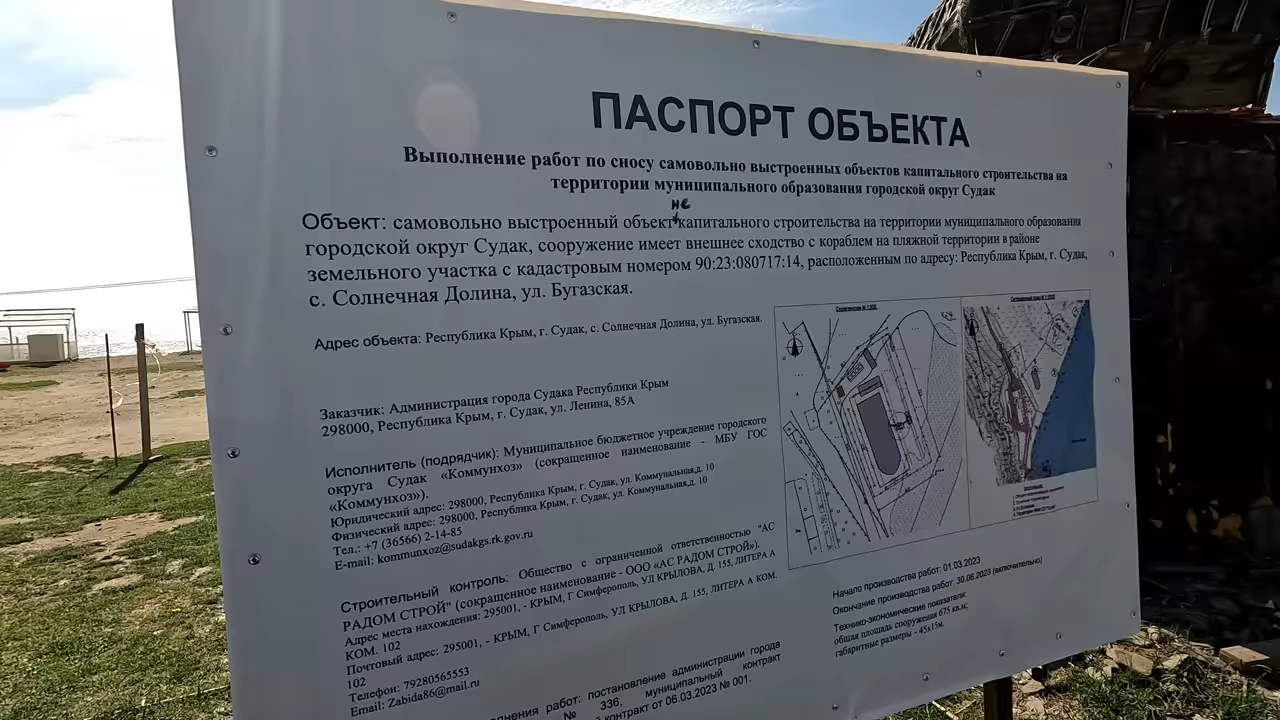 ПАСПОРТ ОБЪЕКТА
Выполнение работ по сносу самовольно выстроенных объектов капитального строительства на
территории муниципального образования городской округ Судак
не
Объект: самовольно выстроенный объект капитального строительства на территории муниципального образования
городской округ Судак, сооружение имеет внешнее сходство с кораблем на пляжной территории в районе
земельного участка с кадастровым номером 90:23:080717:14, расположенным по адресу: Республика Крым, г. Судак,
с. Солнечная Долина, ул. Бугазская.
Адрес объекта: Республика Крым, г. Судак, с. Солнечная Долина, ул. Бугазская.
Заказчик: Администрация города Судака Республики Крым
298000, Республика Крым, г. Судак, ул. Ленина, 85А
Исполнитель (подрядчик): Муниципальное бюджетное учреждение городского
округа Судак «Коммунхоз» (сокращенное наименование - МБУ ГОС
«Коммунхоз»).
Юридический адрес: 298000, Республика Крым, г. Судак, ул. Коммунальная,д. 10
Физический адрес: 298000, Республика Крым, г. Судак, ул. Коммунальная,д. 10
Тел.: +7 (36566) 2-14-85
E-mail: kommunxoz@sudakgs.rk.gov.ru
Строительный контроль: Общество с ограниченной ответственностью "АС
РАДОМ СТРОЙ" (сокращенное наименование - ООО «АС РАДОМ СТРОЙ»).
Адрес места нахождения: 295001, - КРЫМ, Г Симферополь, УЛ КРЫЛОВА, Д. 155, ЛИТЕРА А
КОМ. 102
Почтовый адрес: 295001, - КРЫМ, Г Симферополь, УЛ КРЫЛОВА, Д. 155, ЛИТЕРА А КОМ.
102
Телефон: 79280565553
Email: Zabida86@mail.ru
работ: постановление администрации города
№ 336, муниципальный контракт
контракт от 06.03.2023 № 001.
Начало производства работ: 01.03.2023
Окончание производства работ: 30.06.2023 (включительно)
Технико-экономические показатели:
общая площадь сооружения 675 кв.м;
габаритные размеры - 45х15м.